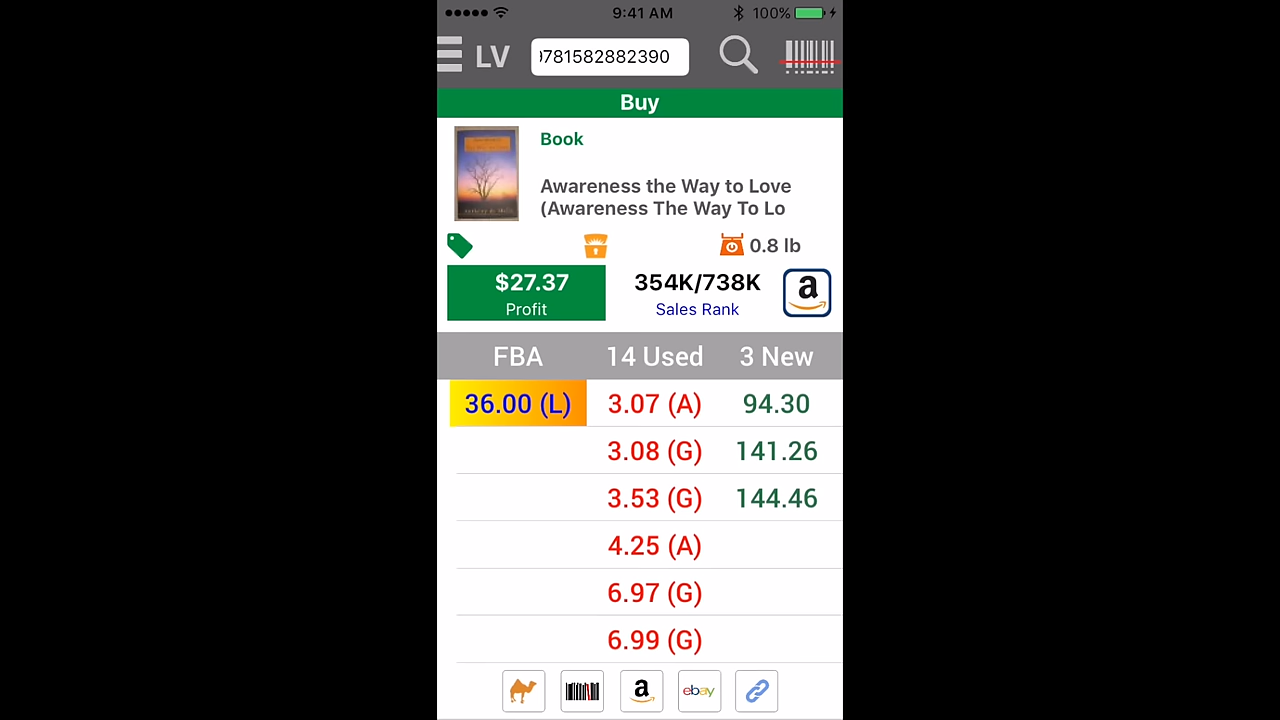 9:41 AM
100%
LV
9781582882390
Buy
Book
Awareness the Way to Love
(Awareness The Way To Lo
0.8 lb
$27.37
Profit
354K/738K
Sales Rank
a
FBA 14 Used 3 New
36.00 (L) 3.07 (A) 94.30
3.08 (G) 141.26
3.53 (G) 144.46
4.25 (A)
6.97 (G)
6.99 (G)
a
ebay